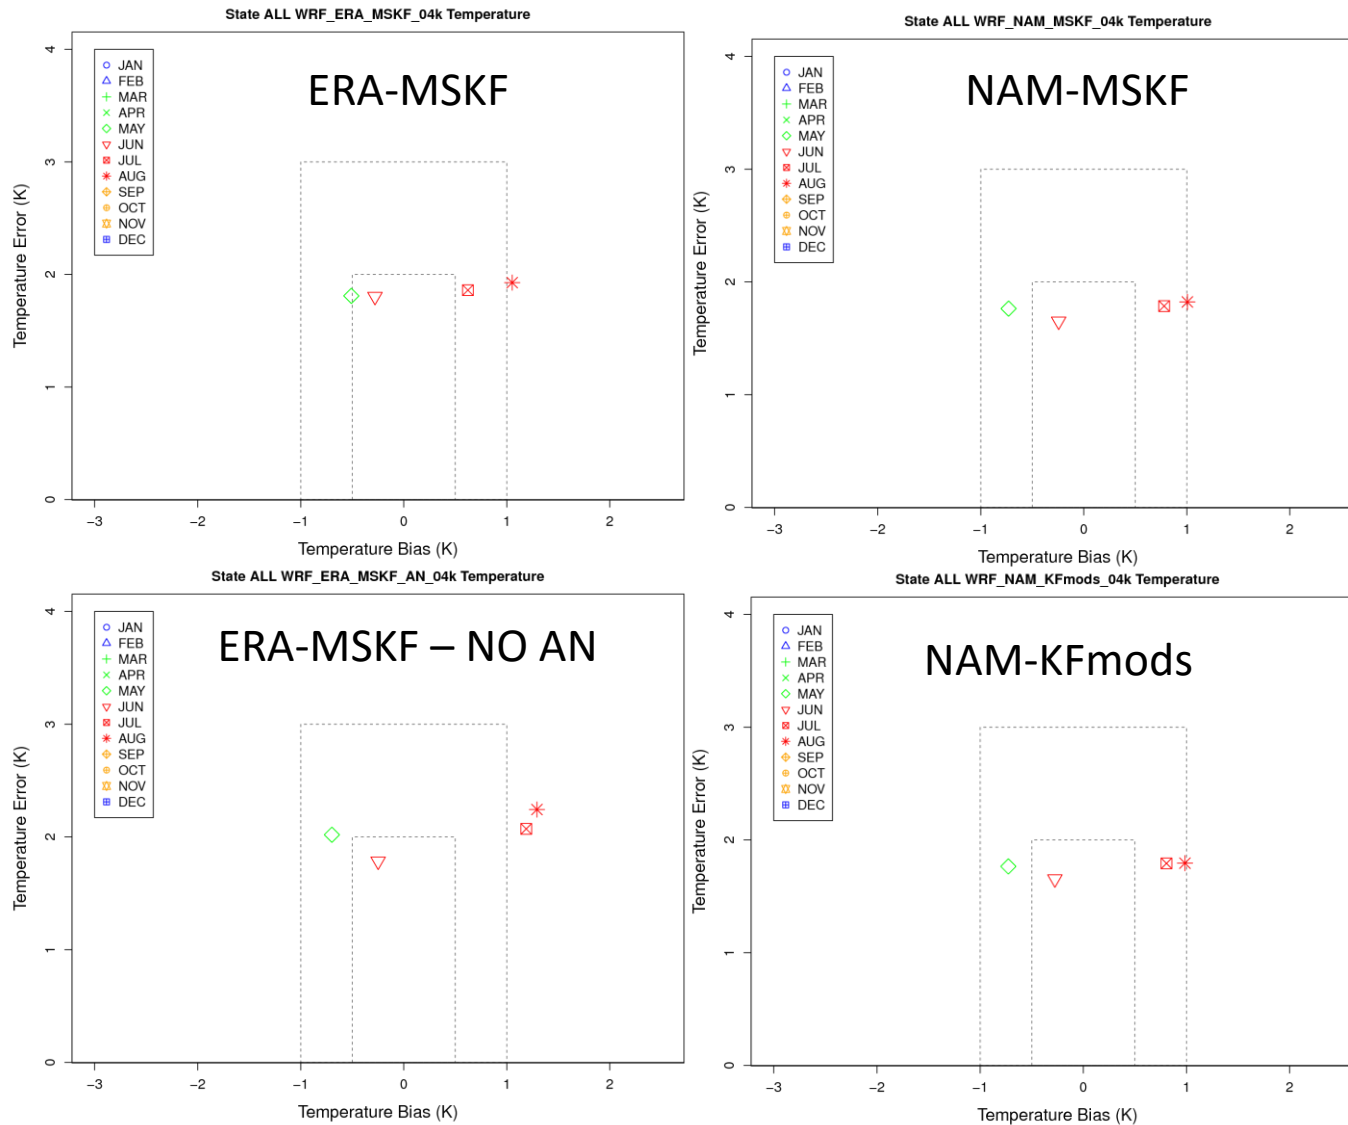 State ALL WRF_ERA_MSKF_04k Temperature
ERA-MSKF
JAN
FEB
MAR
APR
MAY
JUN
JUL
AUG
SEP
OCT
NOV
DEC
Temperature Error (K)
4
3
2
1
0
−3 −2 −1 0 1 2
Temperature Bias (K)
State ALL WRF_NAM_MSKF_04k Temperature
NAM-MSKF
JAN
FEB
MAR
APR
MAY
JUN
JUL
AUG
SEP
OCT
NOV
DEC
Temperature Error (K)
4
3
2
1
0
−3 −2 −1 0 1 2
Temperature Bias (K)
State ALL WRF_ERA_MSKF_AN_04k Temperature
ERA-MSKF – NO AN
JAN
FEB
MAR
APR
MAY
JUN
JUL
AUG
SEP
OCT
NOV
DEC
Temperature Error (K)
4
3
2
1
0
−3 −2 −1 0 1 2
Temperature Bias (K)
State ALL WRF_NAM_KFmods_04k Temperature
NAM-KFmods
JAN
FEB
MAR
APR
MAY
JUN
JUL
AUG
SEP
OCT
NOV
DEC
Temperature Error (K)
4
3
2
1
0
−3 −2 −1 0 1 2
Temperature Bias (K)